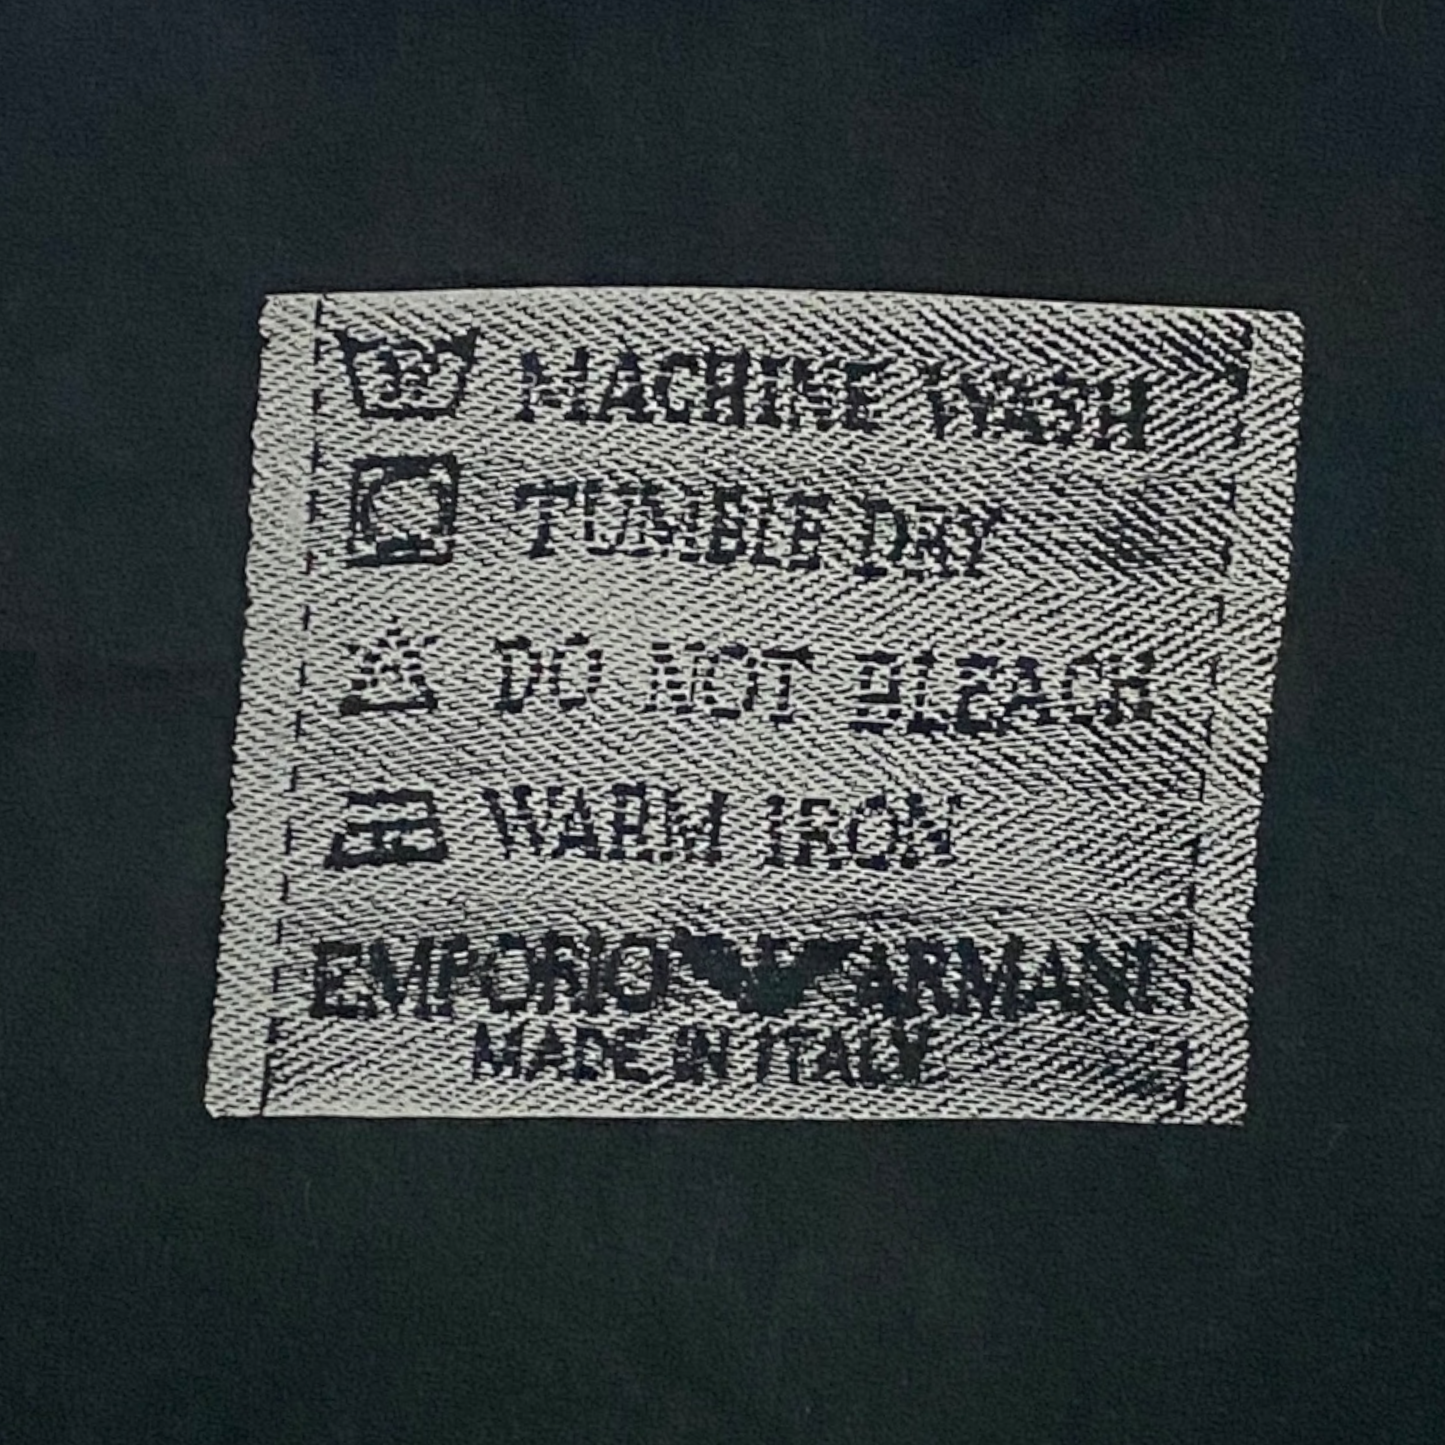 MACHINE WASH
TUMBLE DRY
DO NOT BLEACH
WARM IRON
EMPORIO ARMANI
MADE IN ITALY